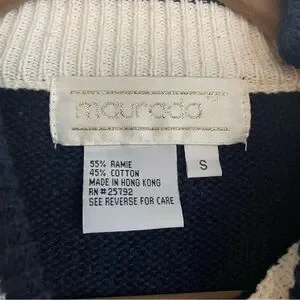 maurada
55% RAMIE
45% COTTON
MADE IN HONG KONG
RN #25792
SEE REVERSE FOR CARE
S